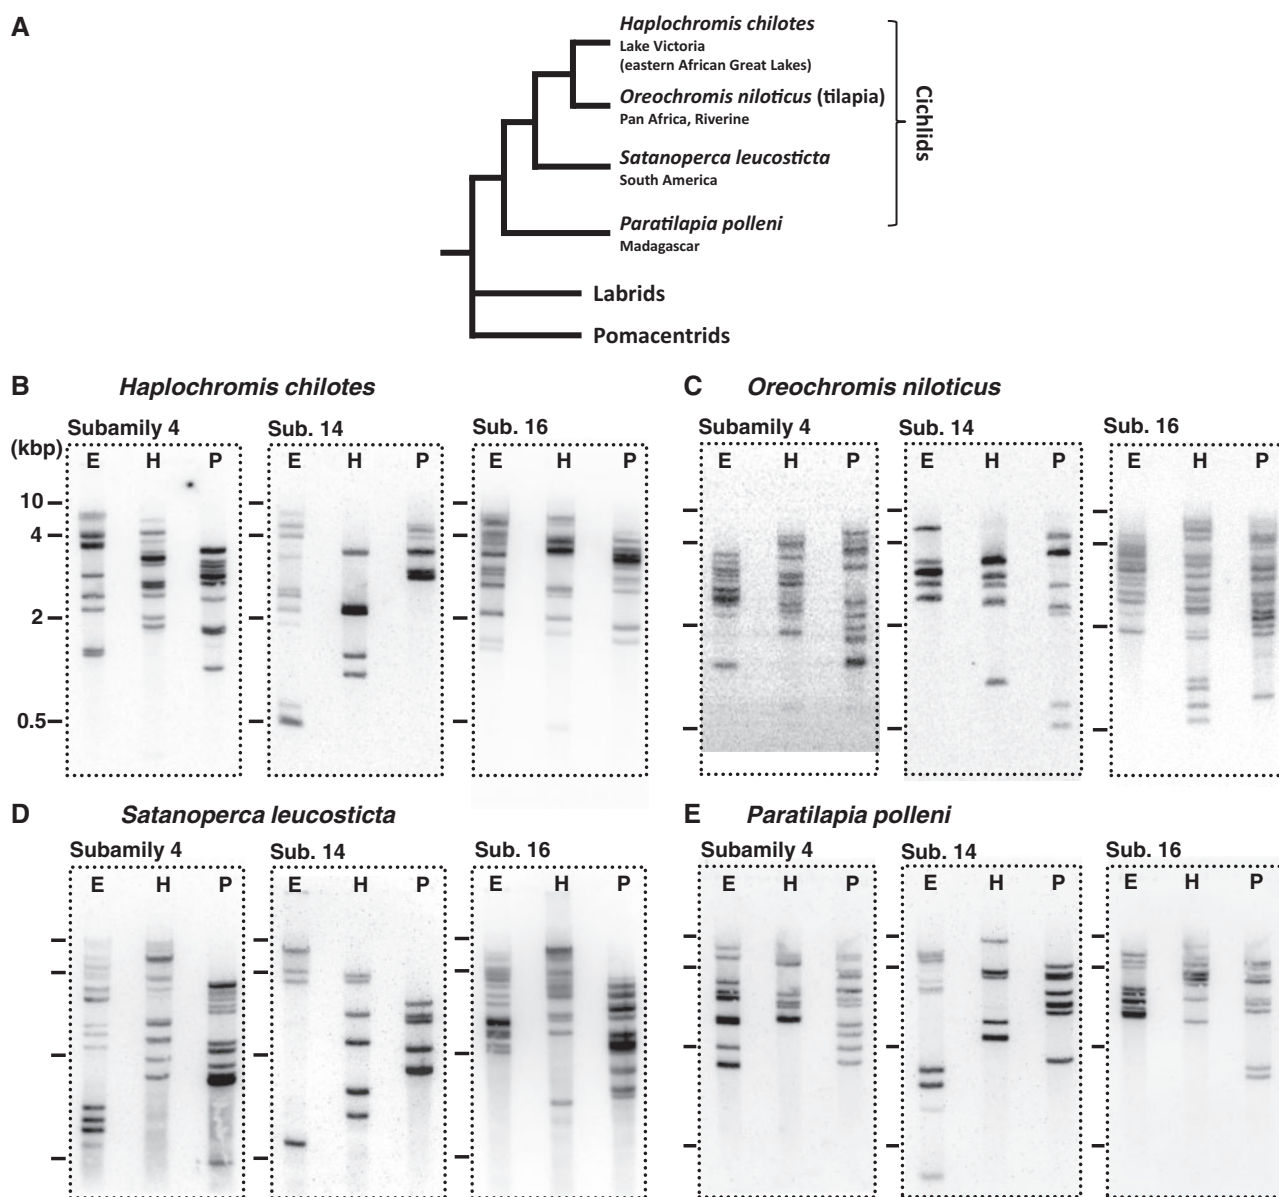 A
Haplochromis chilotes
Lake Victoria
(eastern African Great Lakes)
Oreochromis niloticus (tilapia)
Pan Africa, Riverine
Satanoperca leucosticta
South America
Paratilapia polleni
Madagascar
Cichlids
Labrids
Pomacentrids
B Haplochromis chilotes
(kbp)
Subamily 4 Sub. 14 Sub. 16
E H P E H P E H P
10
4
2
0.5
C Oreochromis niloticus
Subamily 4 Sub. 14 Sub. 16
E H P E H P E H P
D Satanoperca leucosticta
Subamily 4 Sub. 14 Sub. 16
E H P E H P E H P
E Paratilapia polleni
Subamily 4 Sub. 14 Sub. 16
E H P E H P E H P